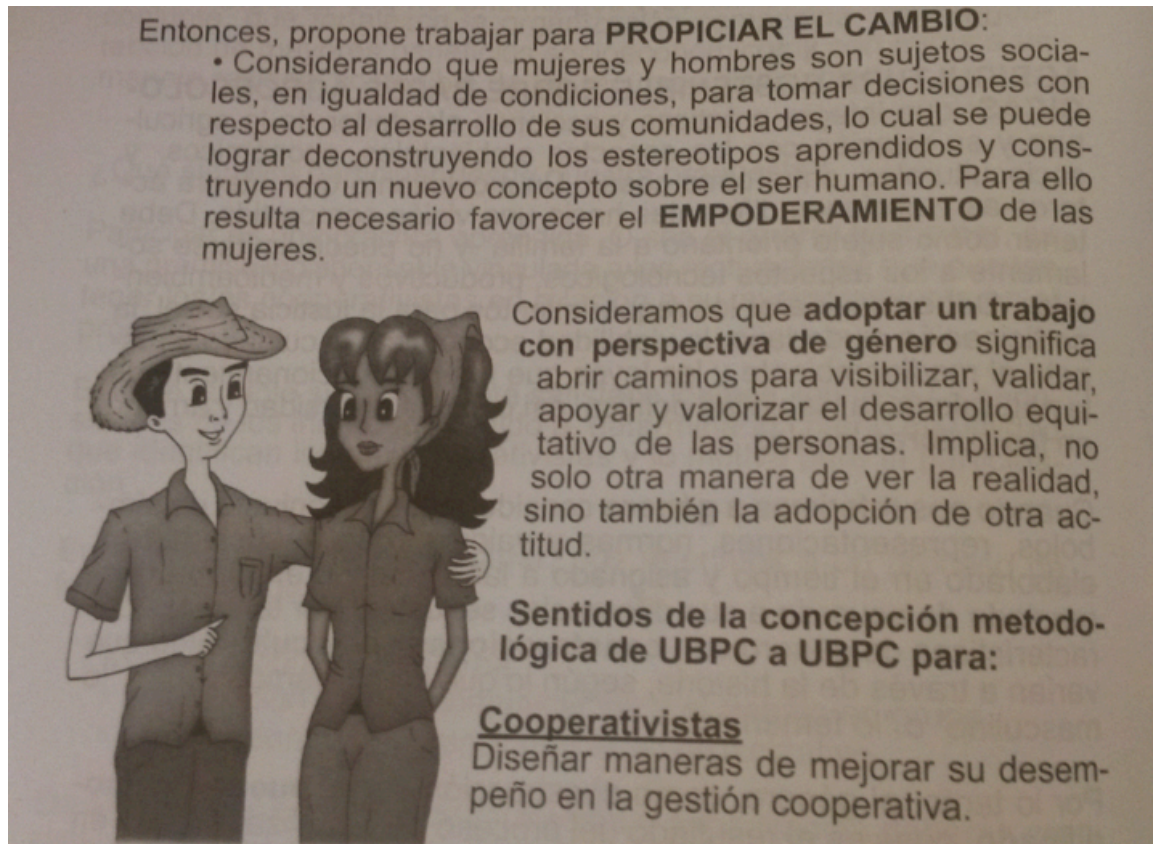 Entonces, propone trabajar para PROPICIAR EL CAMBIO:
• Considerando que mujeres y hombres son sujetos socia-
les, en igualdad de condiciones, para tomar decisiones con
respecto al desarrollo de sus comunidades, lo cual se puede
lograr deconstruyendo los estereotipos aprendidos y cons-
truyendo un nuevo concepto sobre el ser humano. Para ello
resulta necesario favorecer el EMPODERAMIENTO de las
mujeres.
Consideramos que adoptar un trabajo
con perspectiva de género significa
abrir caminos para visibilizar, validar,
apoyar y valorizar el desarrollo equi-
tativo de las personas. Implica, no
solo otra manera de ver la realidad,
sino también la adopción de otra ac-
titud.
Sentidos de la concepción metodo-
lógica de UBPC a UBPC para:
Cooperativistas
Diseñar maneras de mejorar su desem-
peño en la gestión cooperativa.